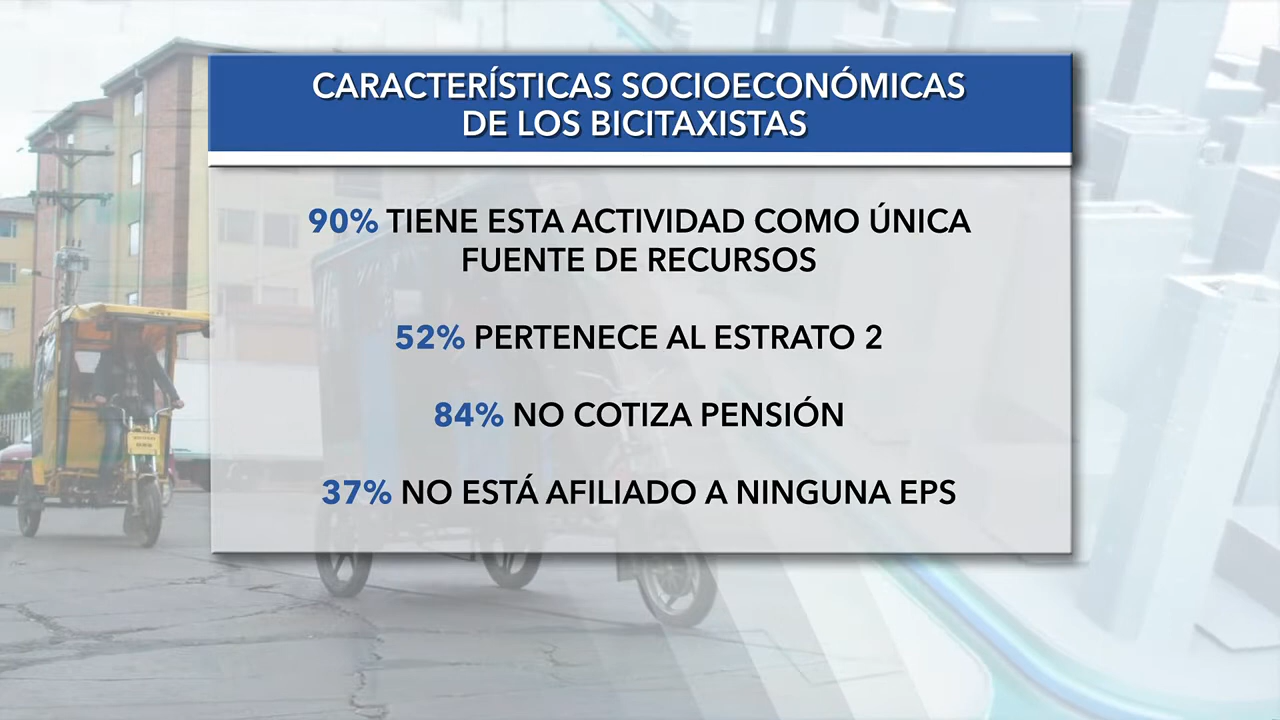 CARACTERÍSTICAS SOCIOECONÓMICAS
DE LOS BICITAXISTAS
90% TIENE ESTA ACTIVIDAD COMO ÚNICA
FUENTE DE RECURSOS
52% PERTENECE AL ESTRATO 2
84% NO COTIZA PENSIÓN
37% NO ESTÁ AFILIADO A NINGUNA EPS